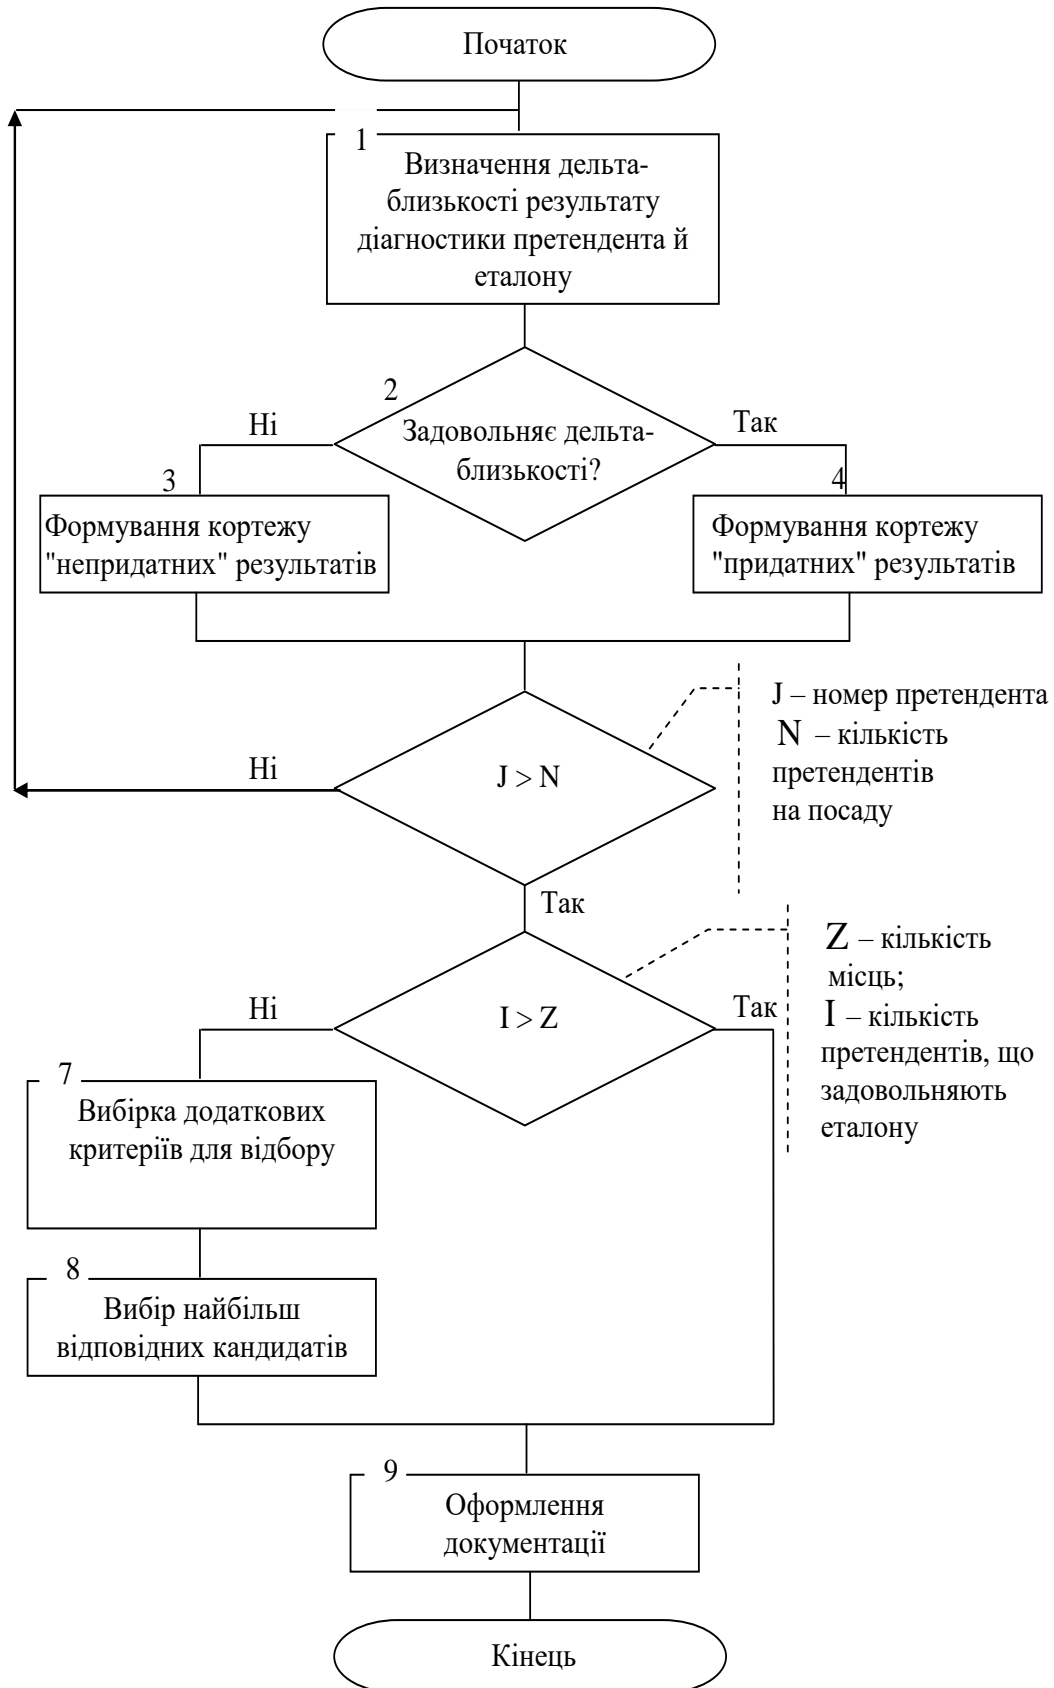 Початок
1
Визначення дельта-
близькості результату
діагностики претендента й
еталону
2
Ні
Так
Задовольняє дельта-
близькості?
3
4
Формування кортежу
"непридатних" результатів
Формування кортежу
"придатних" результатів
J – номер претендента
N – кількість
претендентів
на посаду
Ні
J > N
Так
Z – кількість
місць;
I – кількість
претендентів, що
задовольняють
еталону
Ні
I > Z
Так
7
Вибірка додаткових
критеріїв для відбору
8
Вибір найбільш
відповідних кандидатів
9
Оформлення
документації
Кінець